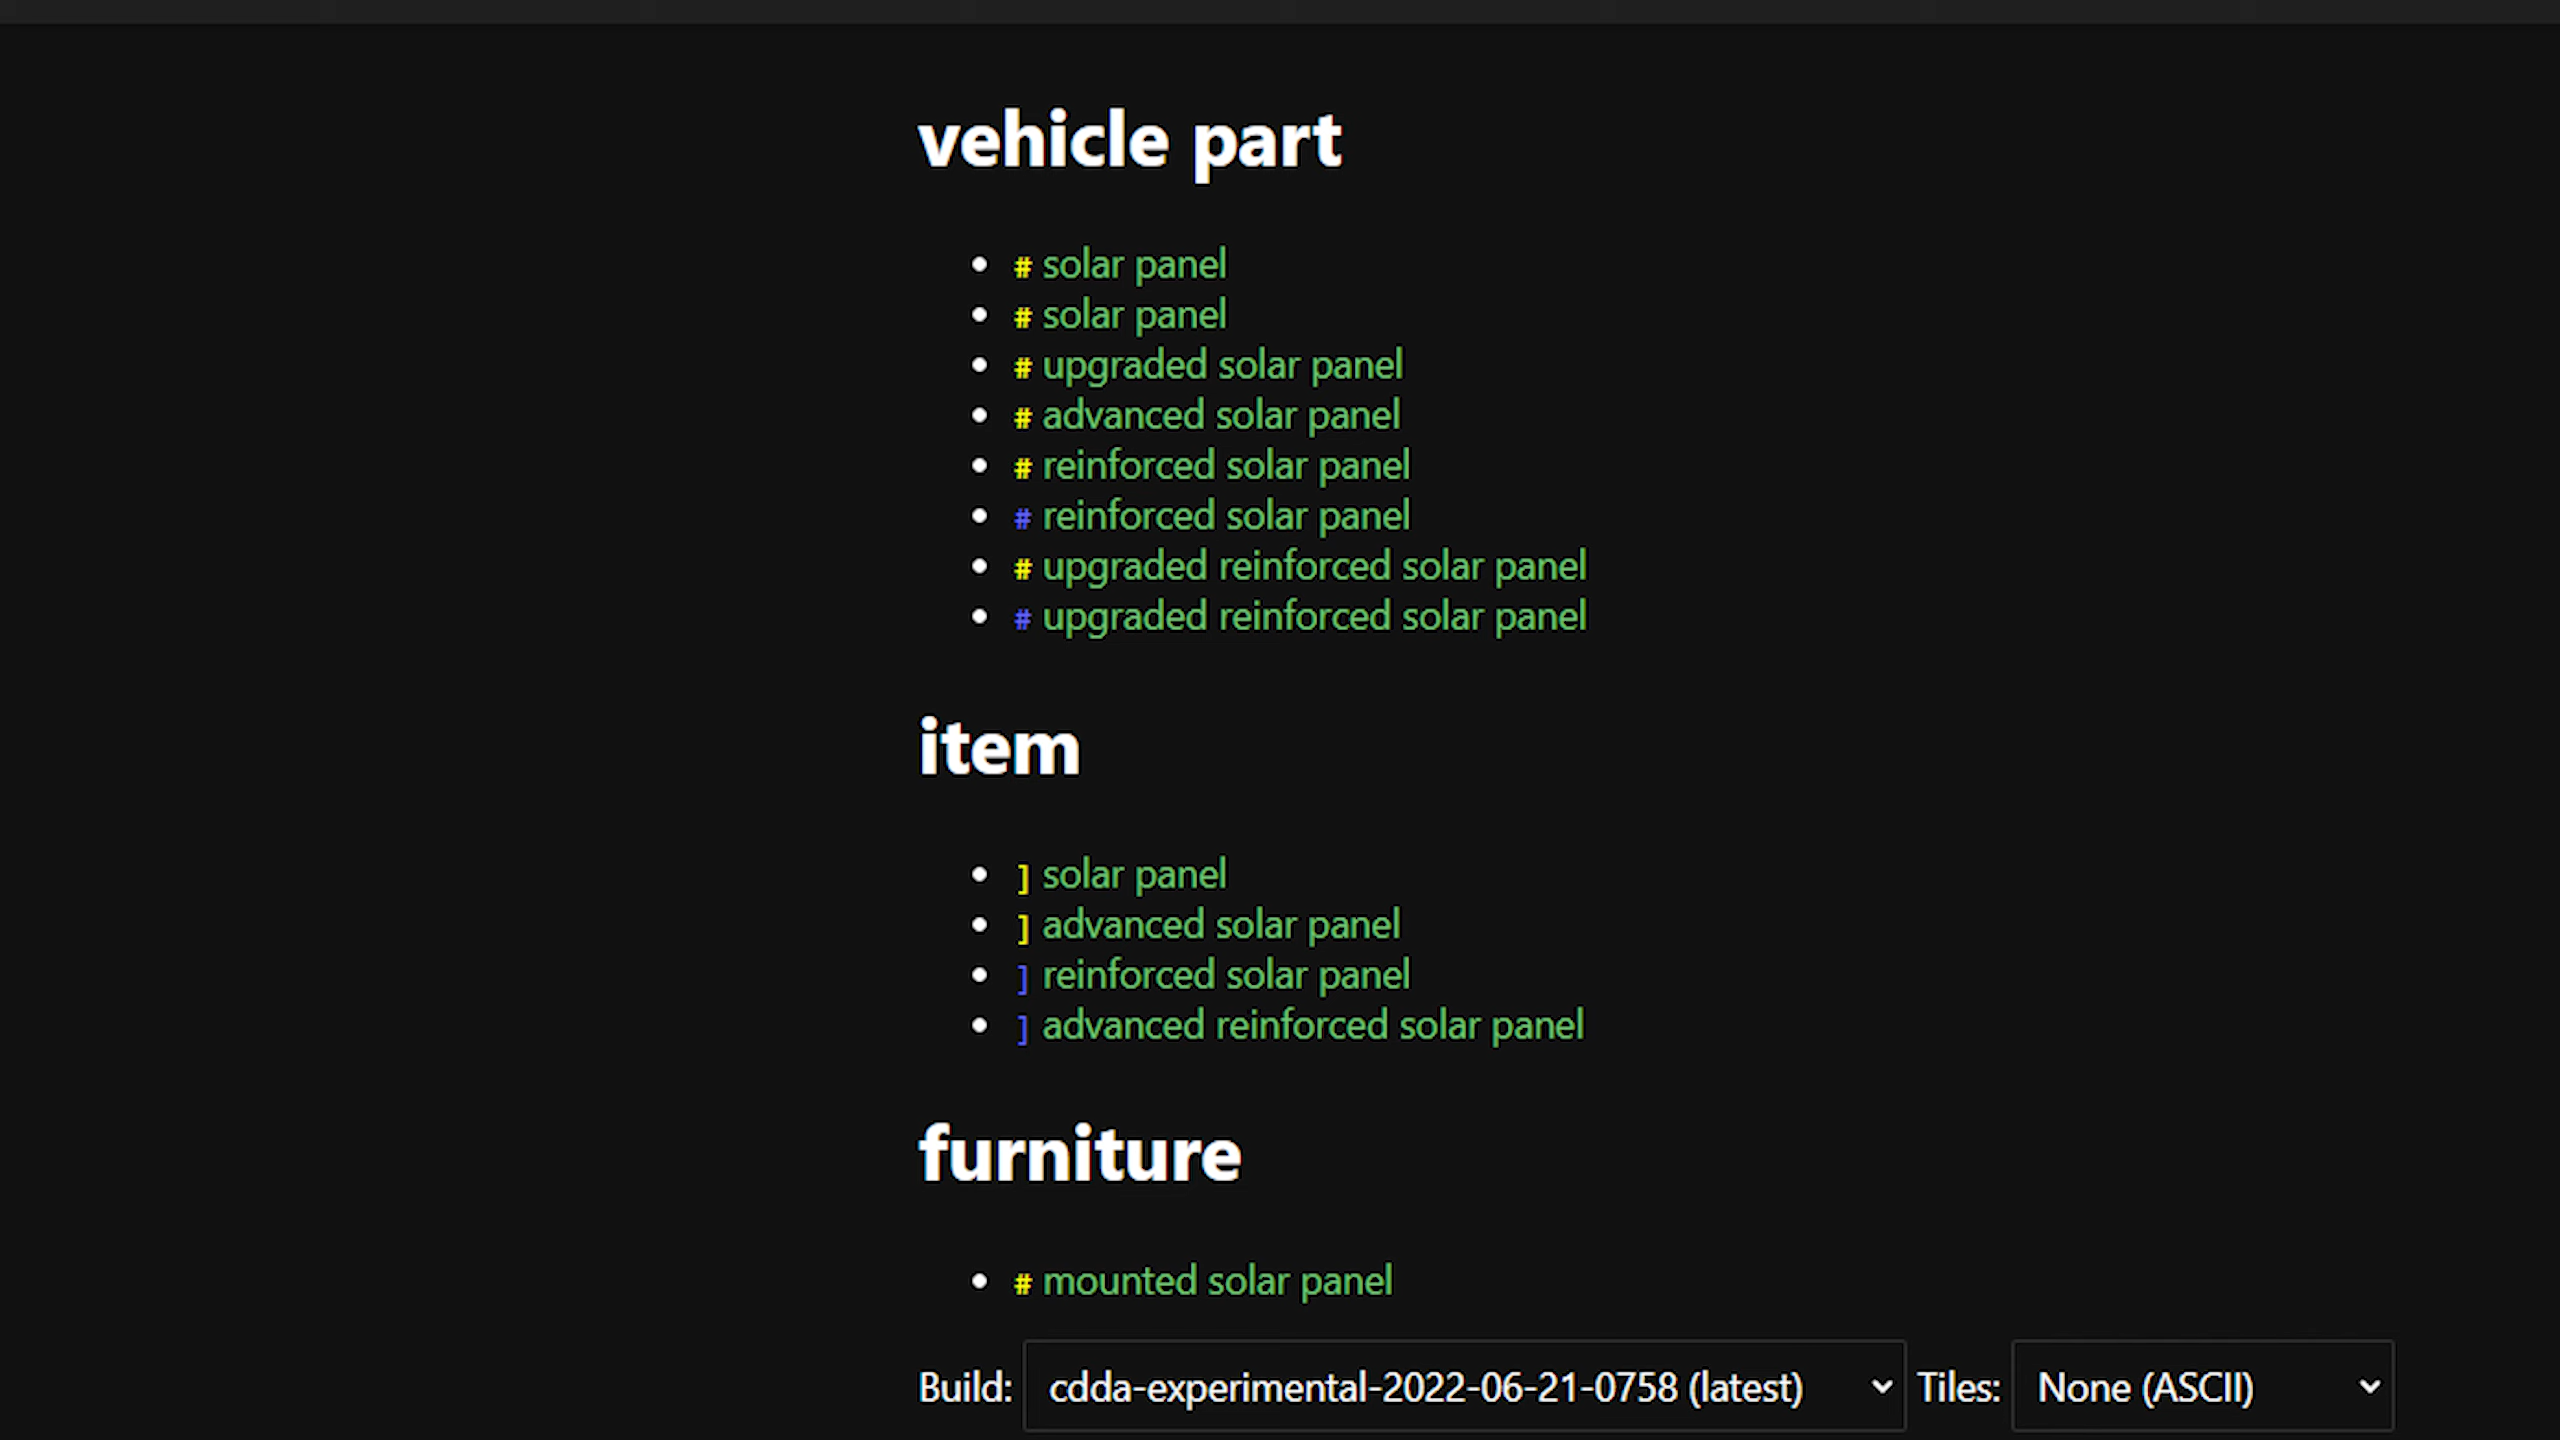 vehicle part
• # solar panel
• # solar panel
• # upgraded solar panel
• # advanced solar panel
• # reinforced solar panel
• # reinforced solar panel
• # upgraded reinforced solar panel
• # upgraded reinforced solar panel
item
• ] solar panel
• ] advanced solar panel
• ] reinforced solar panel
• ] advanced reinforced solar panel
furniture
• # mounted solar panel
Build: cdda-experimental-2022-06-21-0758 (latest) Tiles: None (ASCII)